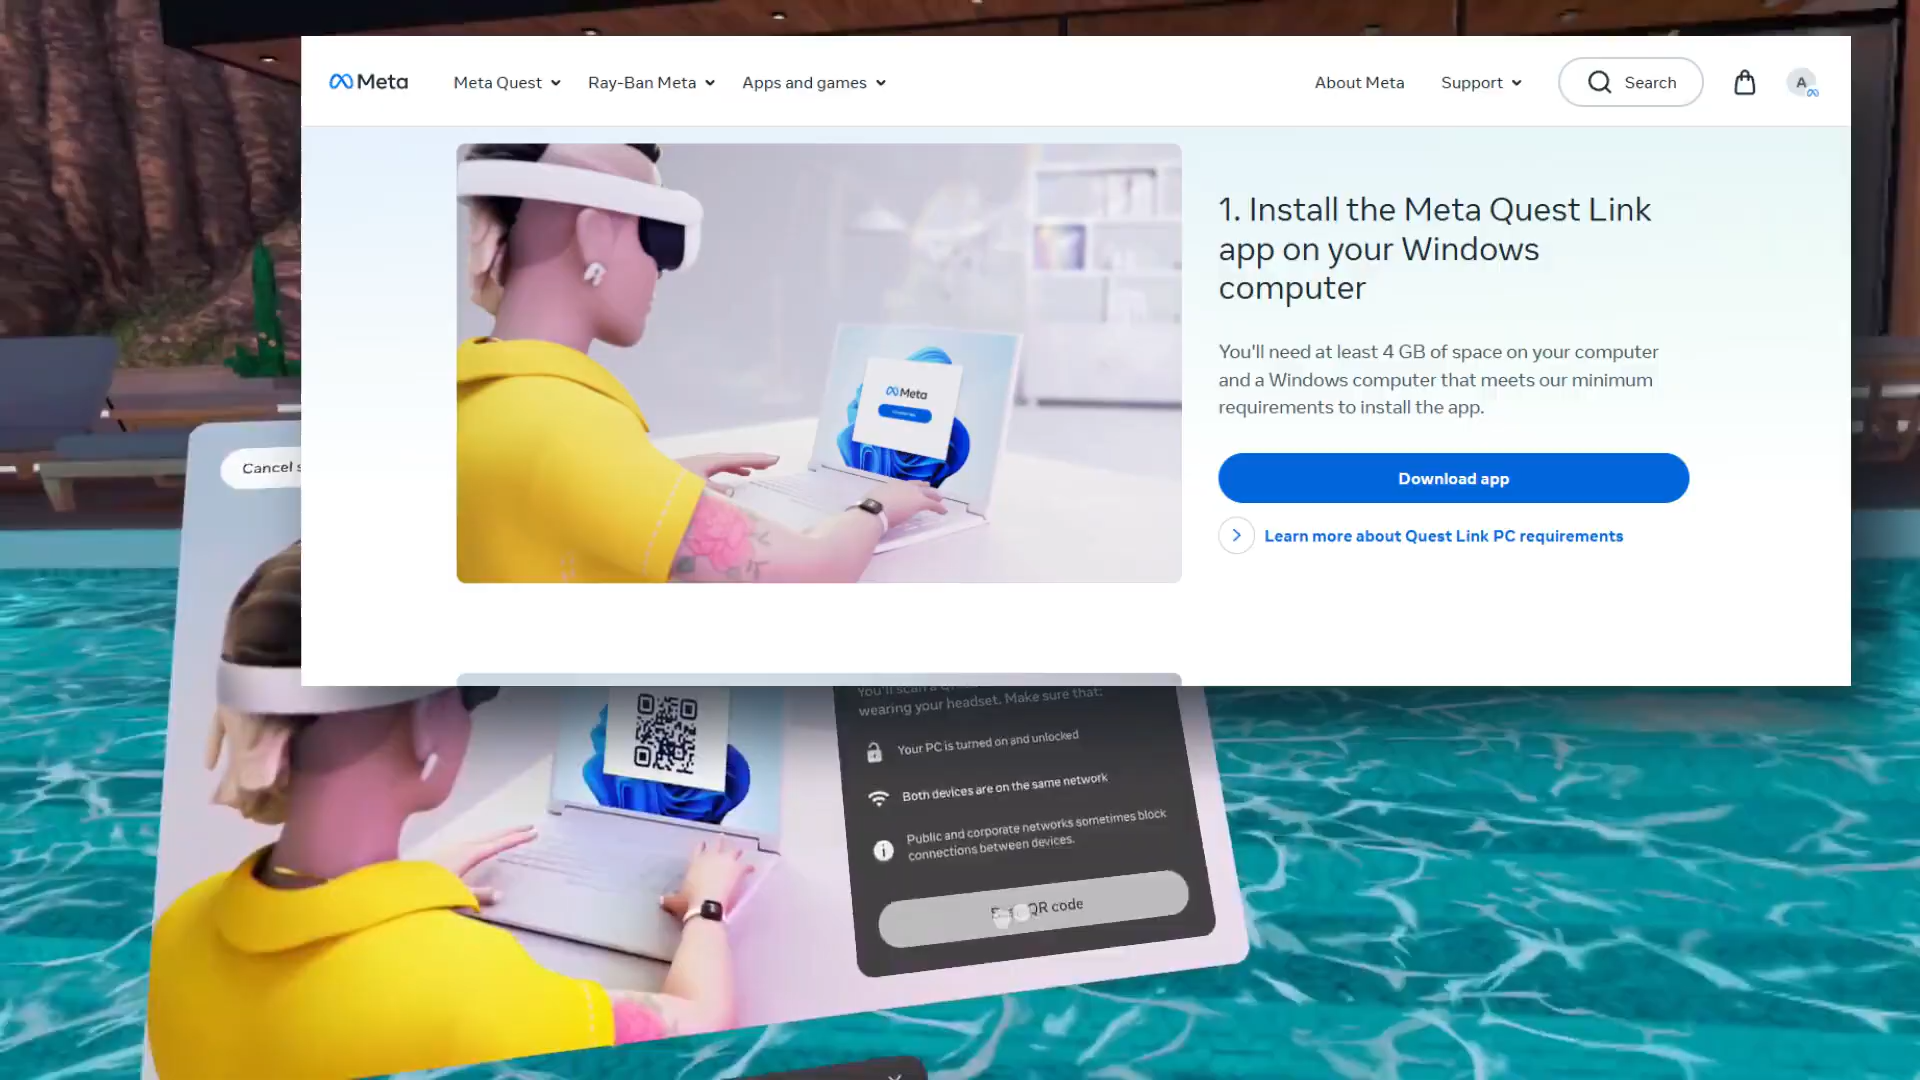 Meta
Meta Quest
Ray-Ban Meta
Apps and games
About Meta
Support
Search
A
1. Install the Meta Quest Link
app on your Windows
computer
You'll need at least 4 GB of space on your computer
and a Windows computer that meets our minimum
requirements to install the app.
Download app
Learn more about Quest Link PC requirements
Meta
Cancel s
You'll scan a
wearing your headset. Make sure that:
Your PC is turned on and unlocked
Both devices are on the same network
Public and corporate networks sometimes block
connections between devices.
QR code